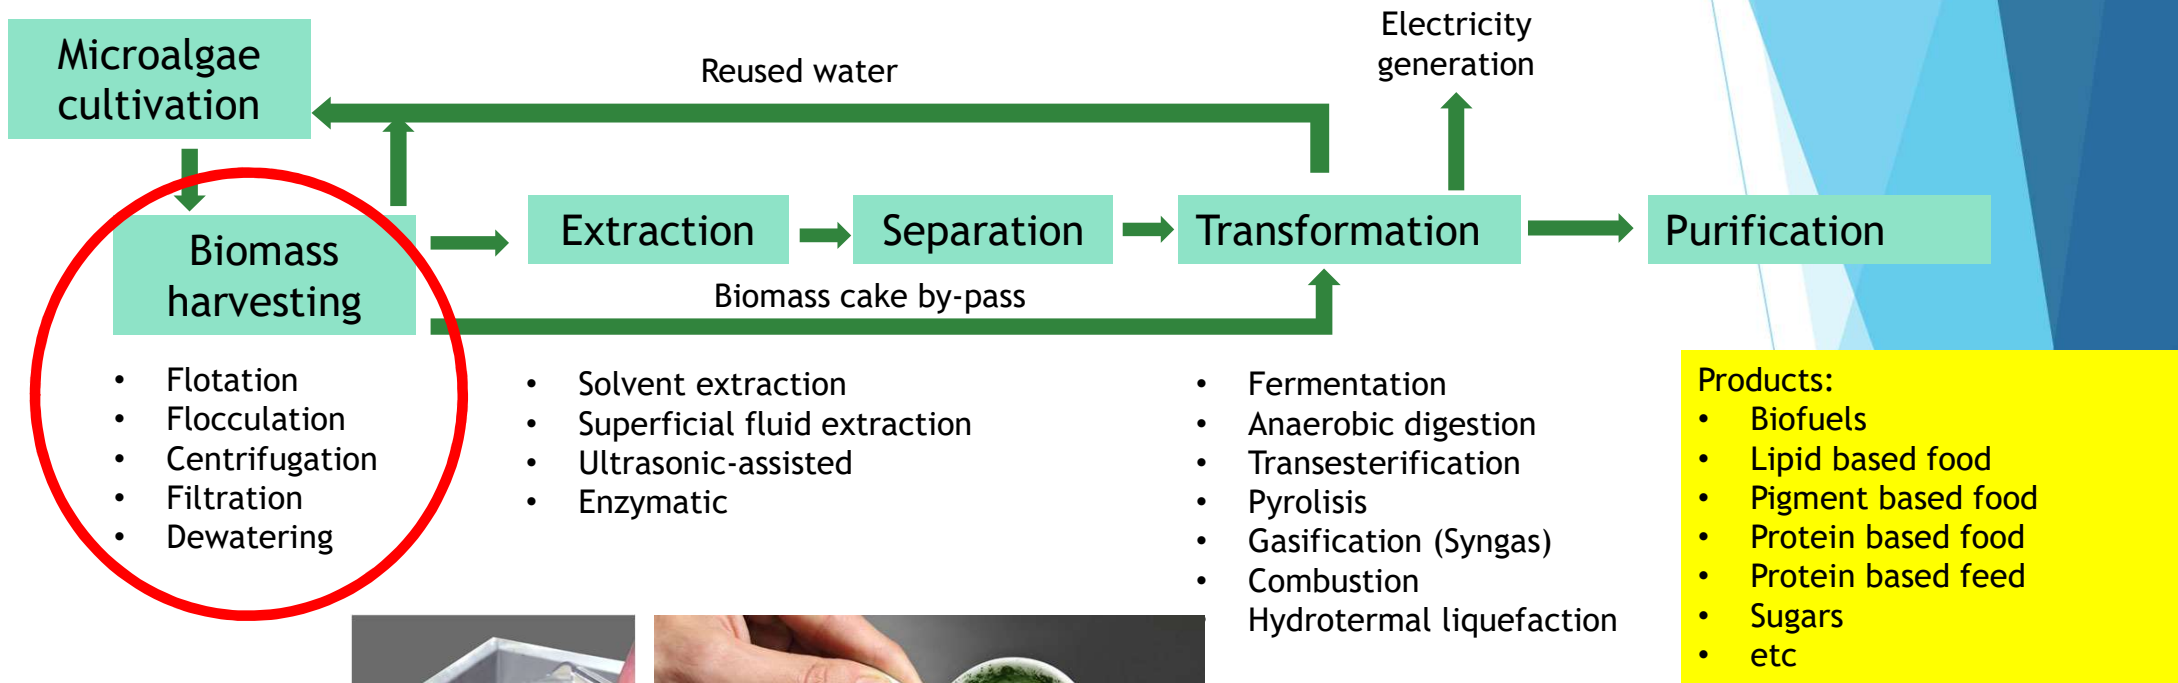 Microalgae
cultivation
Reused water
Electricity
generation
Biomass
harvesting
Extraction
Separation
Transformation
Purification
Biomass cake by-pass
• Flotation
• Flocculation
• Centrifugation
• Filtration
• Dewatering
• Solvent extraction
• Superficial fluid extraction
• Ultrasonic-assisted
• Enzymatic
• Fermentation
• Anaerobic digestion
• Transesterification
• Pyrolisis
• Gasification (Syngas)
• Combustion
Hydrotermal liquefaction
Products:
• Biofuels
• Lipid based food
• Pigment based food
• Protein based food
• Protein based feed
• Sugars
• etc